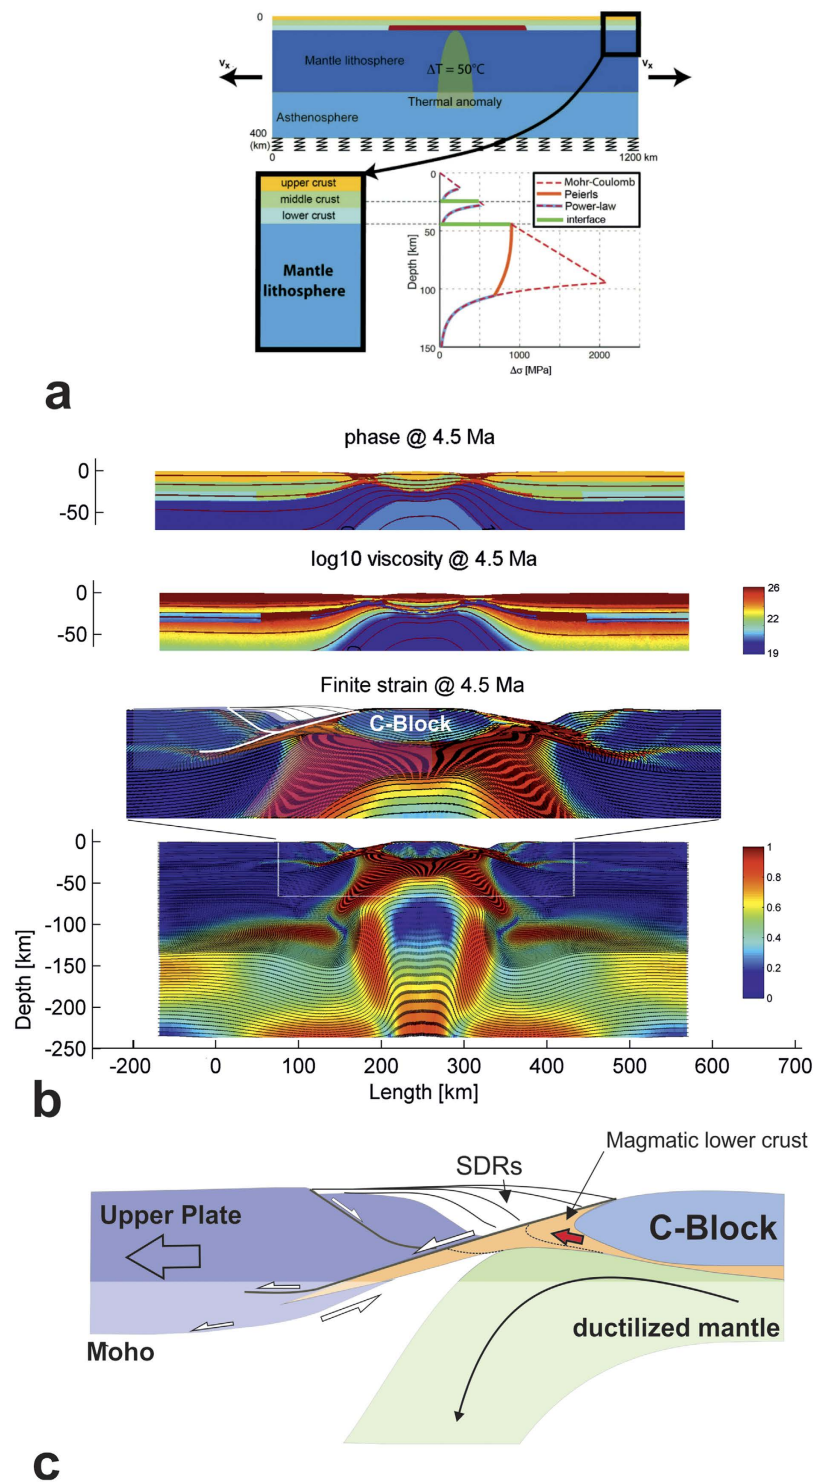 0
Mantle lithosphere
vx
vx
ΔT = 50°C
Thermal anomaly
Asthenosphere
400
(km)
0
1200 km
upper crust
middle crust
lower crust
Mantle
lithosphere
0
50
100
150
Depth [km]
Mohr-Coulomb
Peierls
Power-law
interface
0
1000
2000
Δσ [MPa]
a
phase @ 4.5 Ma
0
-50
log10 viscosity @ 4.5 Ma
0
-50
26
22
19
Finite strain @ 4.5 Ma
C-Block
0
-50
-100
-150
-200
-250
Depth [km]
1
0.8
0.6
0.4
0.2
0
-200
0
100
200
300
400
500
600
700
Length [km]
b
Magmatic lower crust
SDRs
Upper Plate
C-Block
ductilized mantle
Moho
c